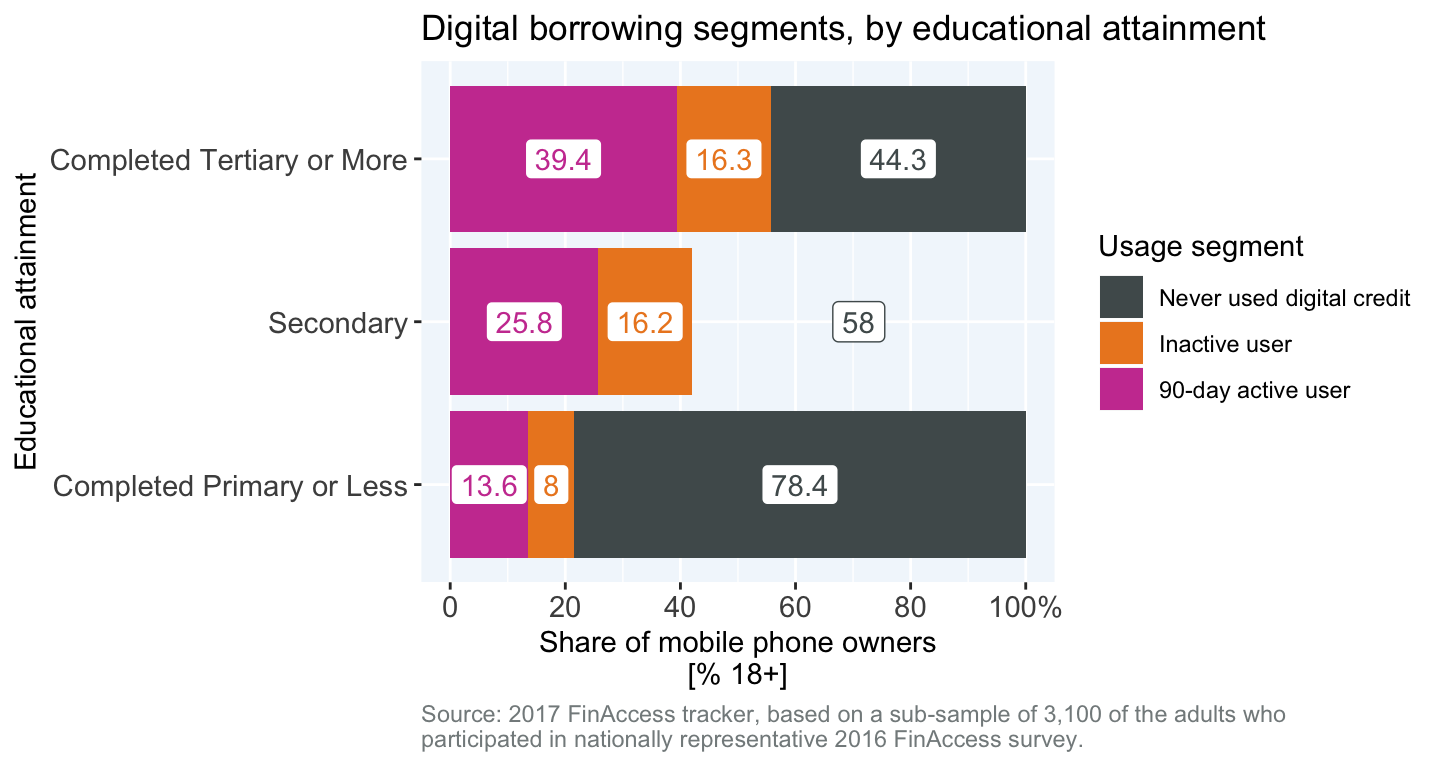 Digital borrowing segments, by educational attainment
Educational attainment
Completed Tertiary or More
39.4
16.3
44.3
Secondary
25.8
16.2
58
Completed Primary or Less
13.6
8
78.4
0 20 40 60 80 100%
Share of mobile phone owners
[% 18+]
Usage segment
Never used digital credit
Inactive user
90-day active user
Source: 2017 FinAccess tracker, based on a sub-sample of 3,100 of the adults who
participated in nationally representative 2016 FinAccess survey.